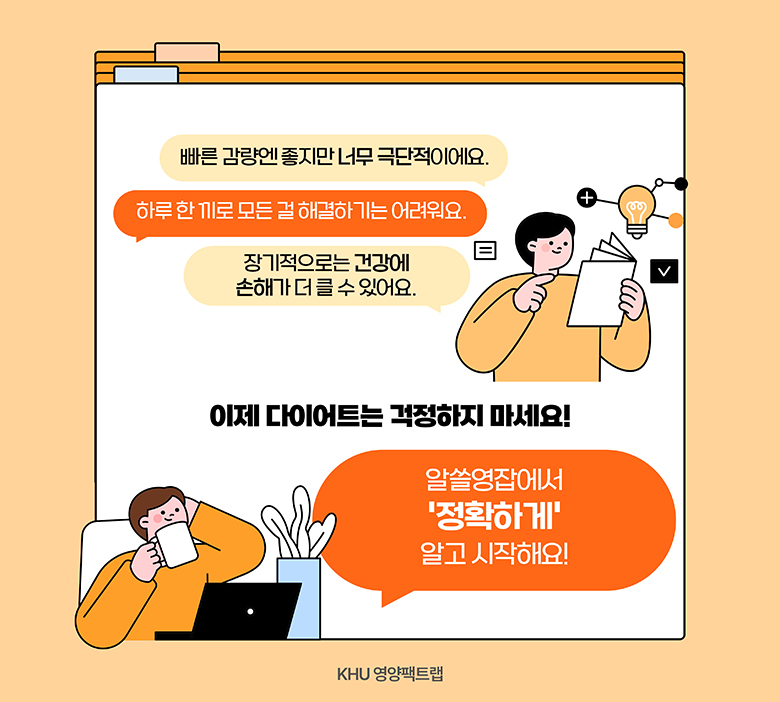 빠른 감량엔 좋지만 너무 극단적이에요.
하루 한 끼로 모든 걸 해결하기는 어려워요.
장기적으로는 건강에
손해가 더 클 수 있어요.
이제 다이어트는 걱정하지 마세요!
알쓸영잡에서
'정확하게'
알고 시작해요!
KHU 영양팩트랩